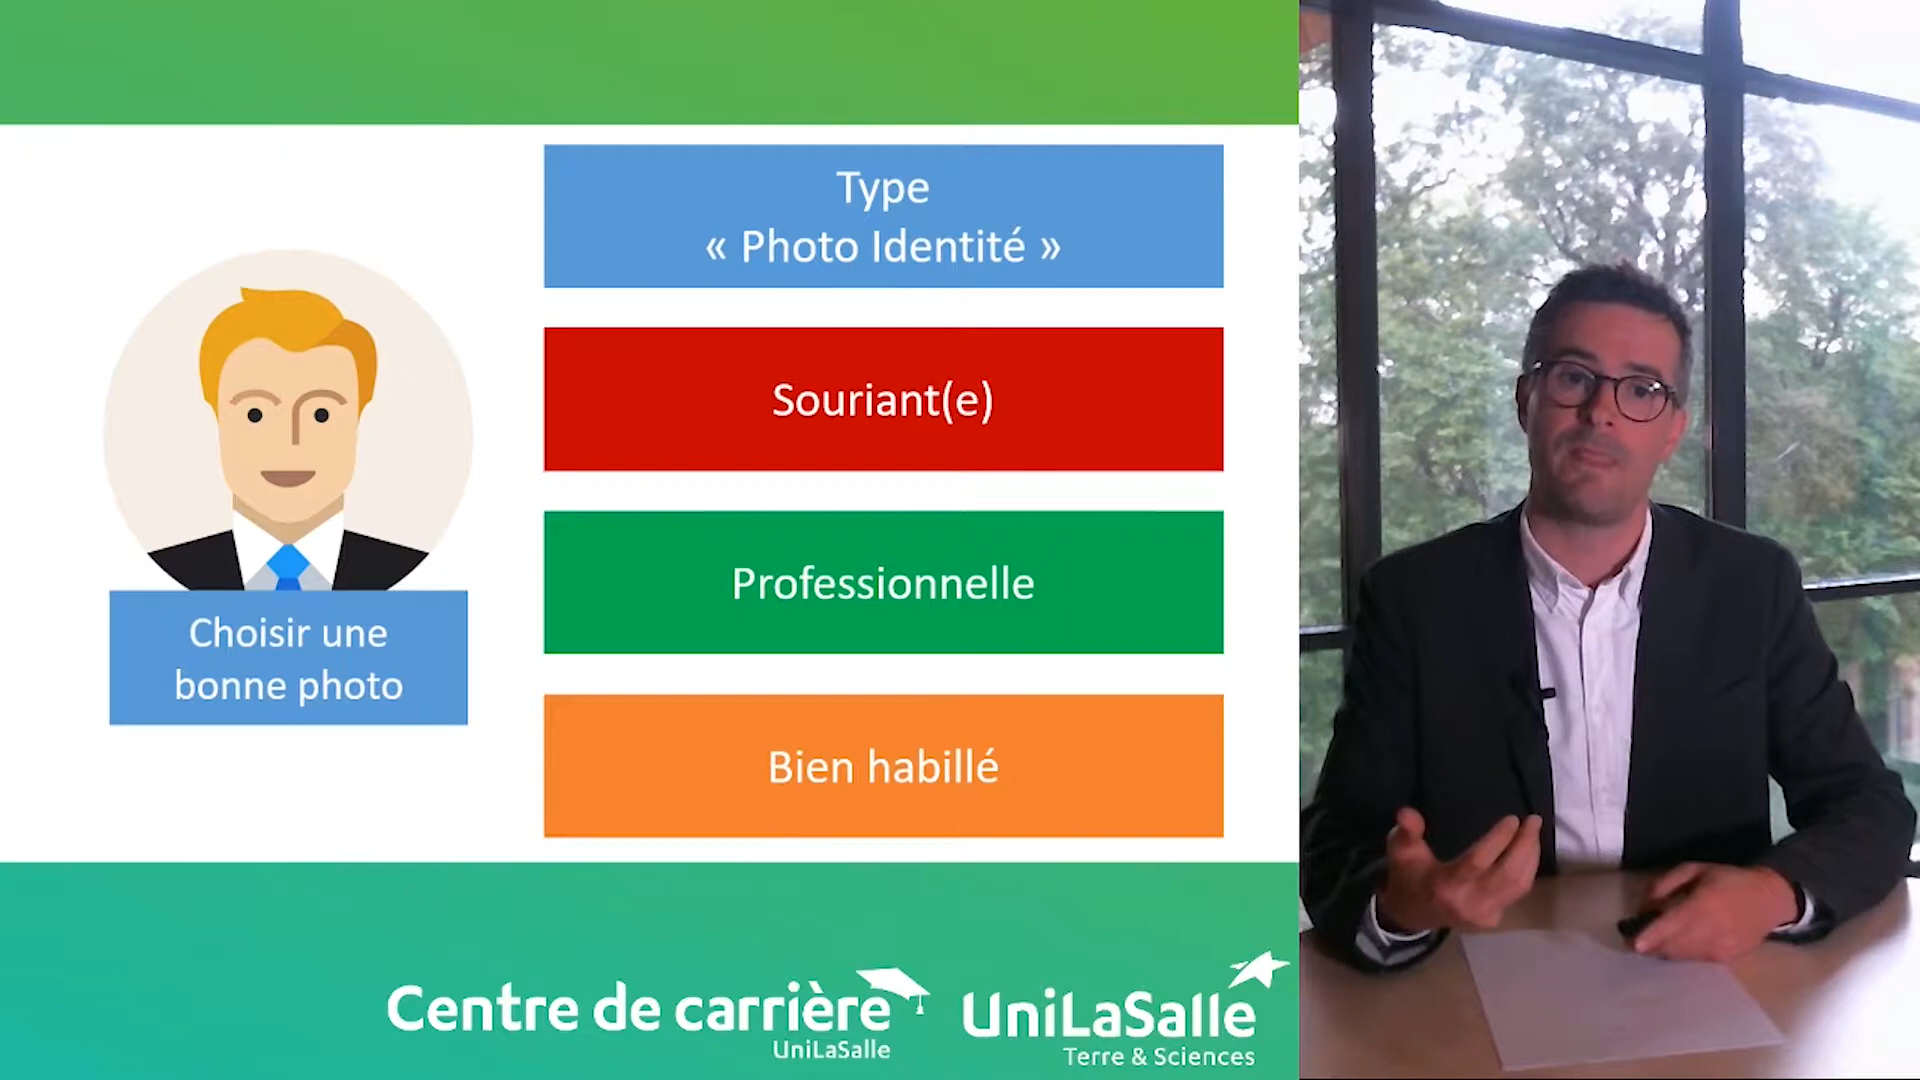 Type
« Photo Identité »
Souriant(e)
Professionnelle
Bien habillé
Choisir une
bonne photo
Centre de carrière
UniLaSalle
UniLaSalle
Terre & Sciences